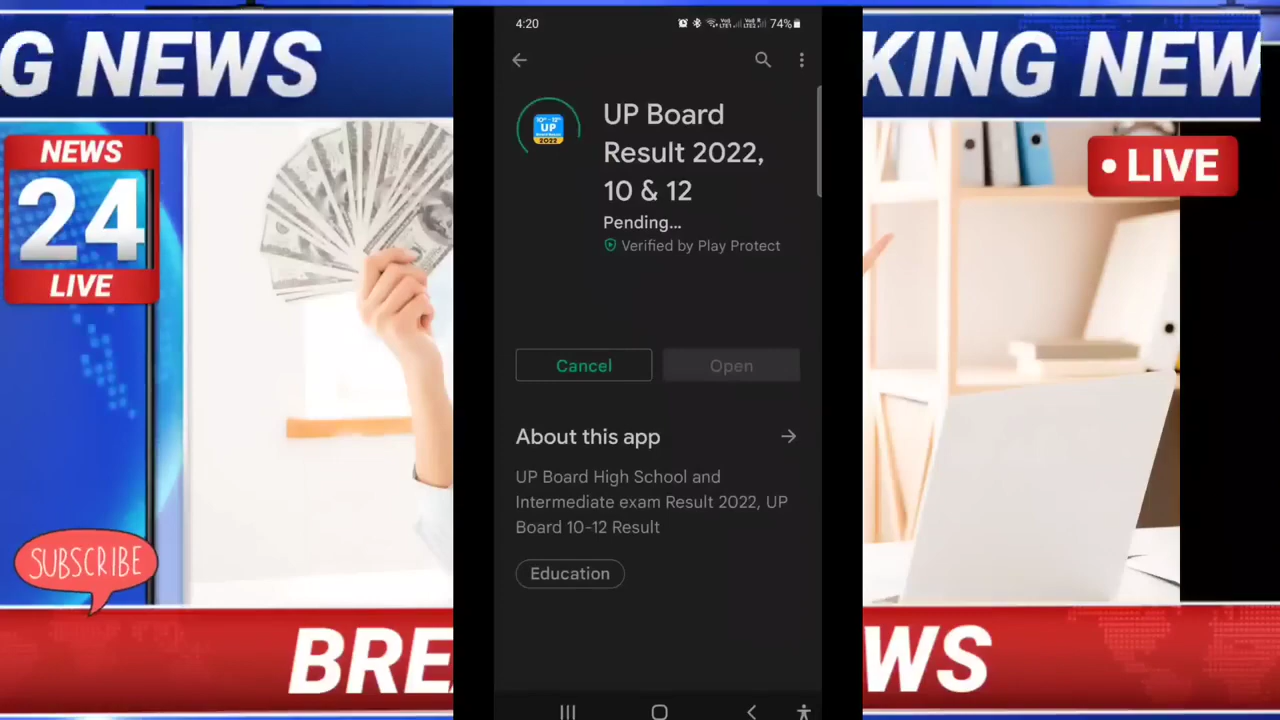 G NEWS
KING NEW
NEWS
24
LIVE
LIVE
SUBSCRIBE
4:20
74%
UP Board
Result 2022,
10 & 12
Pending...
Verified by Play Protect
Cancel
Open
About this app
UP Board High School and
Intermediate exam Result 2022, UP
Board 10-12 Result
Education
BRE
WS